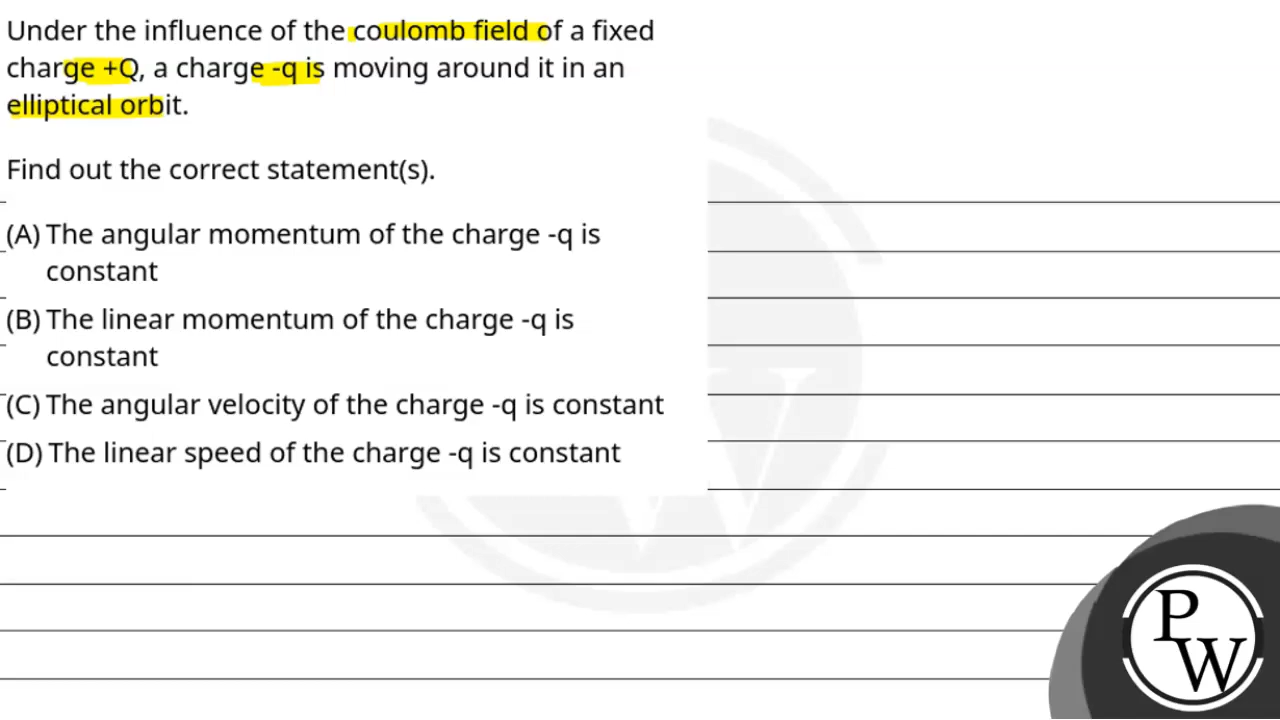 Under the influence of the coulomb field of a fixed
charge +Q, a charge -q is moving around it in an
elliptical orbit.
Find out the correct statement(s).
(A) The angular momentum of the charge -q is
constant
(B) The linear momentum of the charge -q is
constant
(C) The angular velocity of the charge -q is constant
(D) The linear speed of the charge -q is constant
P
W